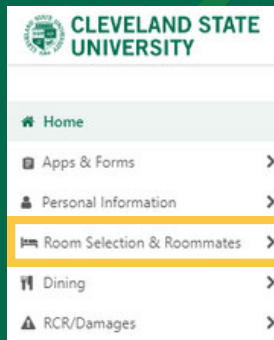 CLEVELAND STATE
UNIVERSITY
Home
Apps & Forms
Personal Information
Room Selection & Roommates
Dining
RCR/Damages